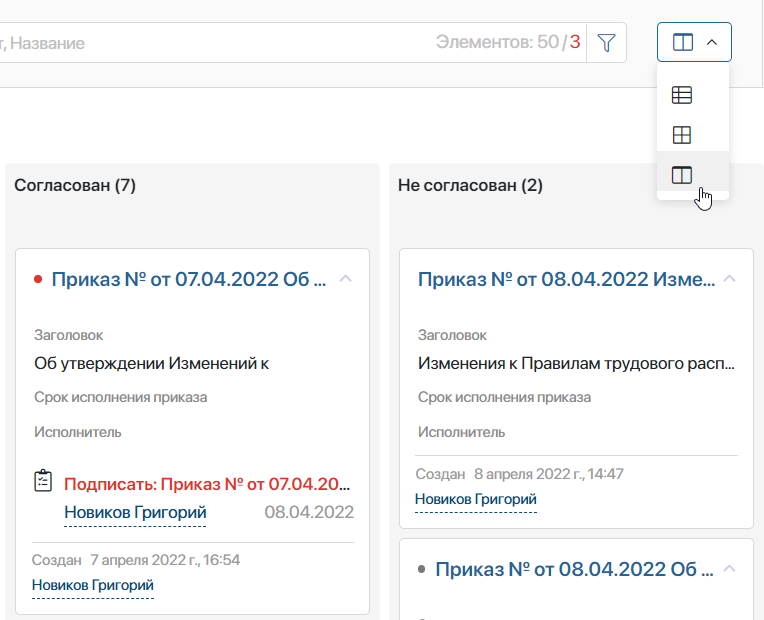 т, Название
Элементов: 50/3
Согласован (7)
Приказ № от 07.04.2022 Об ...
Заголовок
Об утверждении Изменений к
Срок исполнения приказа
Исполнитель
Подписать: Приказ № от 07.04.20...
Новиков Григорий 08.04.2022
Создан 7 апреля 2022 г., 16:54
Новиков Григорий
Не согласован (2)
Приказ № от 08.04.2022 Изме...
Заголовок
Изменения к Правилам трудового расп...
Срок исполнения приказа
Исполнитель
Создан 8 апреля 2022 г., 14:47
Новиков Григорий
Приказ № от 08.04.2022 Об ...